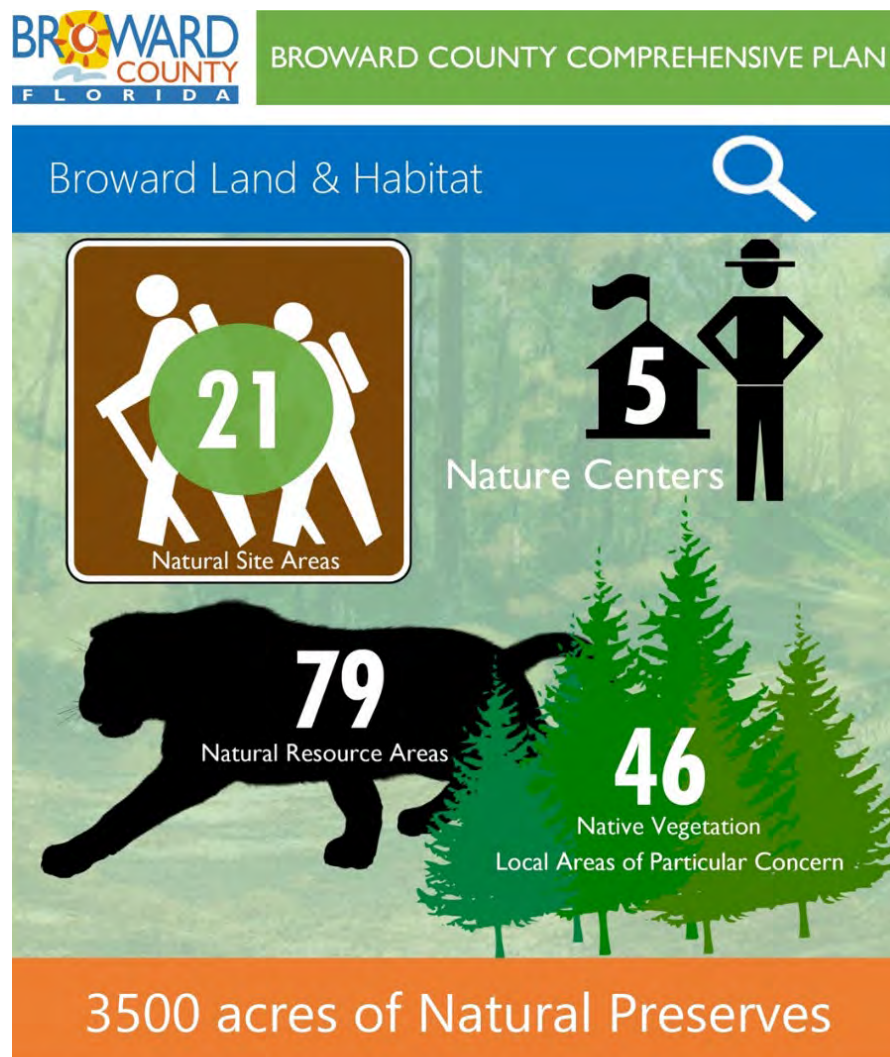 BROWARD
COUNTY
FLORIDA
BROWARD COUNTY COMPREHENSIVE PLAN
Broward Land & Habitat
21
Natural Site Areas
5
Nature Centers
79
Natural Resource Areas
46
Native Vegetation
Local Areas of Particular Concern
3500 acres of Natural Preserves